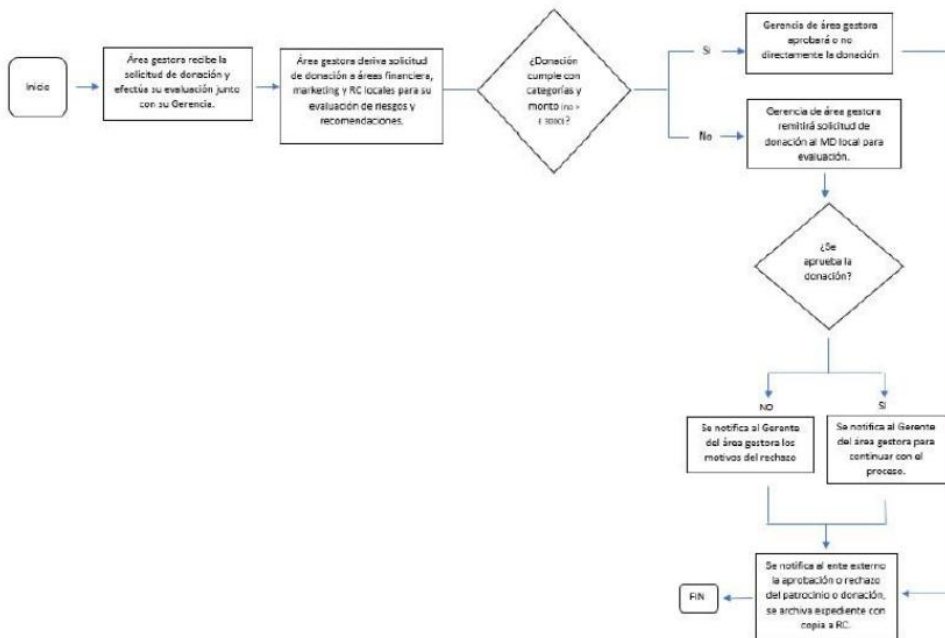 Inicio
Área gestora recibe la
solicitud de donación y
efectúa su evaluación junto
con su Gerencia.
Área gestora deriva solicitud
de donación a áreas financiera,
marketing y RC locales para su
evaluación de riesgos y
recomendaciones.
¿Donación
cumple con
categorías y
monto (no >
?
Si
Gerencia de área gestora
aprobará o no
directamente la donación
No
Gerencia de área gestora
remitirá solicitud de
donación al MD local para
evaluación.
¿Se
aprueba la
donación?
NO
Se notifica al Gerente
del área gestora los
motivos del rechazo
SI
Se notifica al Gerente
del área gestora para
continuar con el
proceso.
Se notifica al ente externo
la aprobación o rechazo
del patrocinio o donación,
se archiva expediente con
copia a RC.
FIN